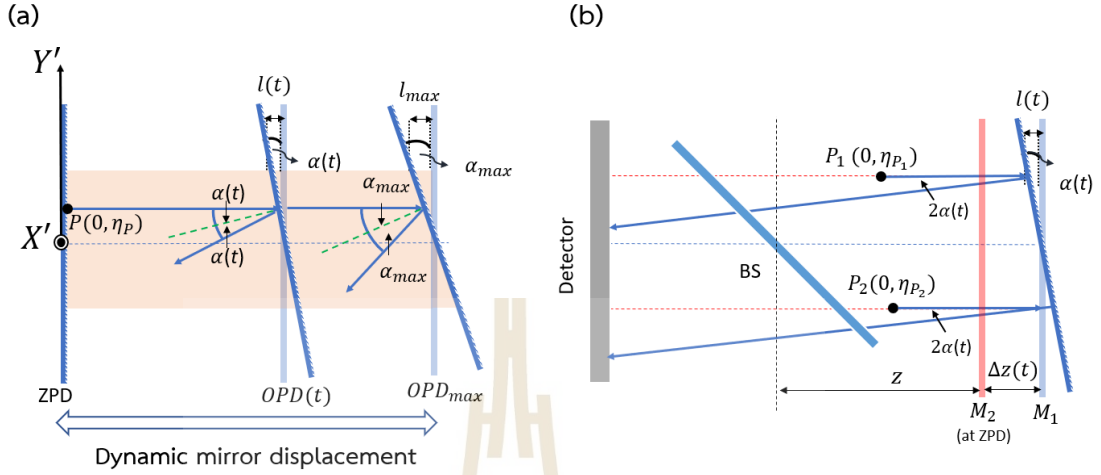 (a)
Y′
l(t)
l_max
α(t)
α_max
α_max
α(t)
P(0, η_P)
X′
α(t)
α_max
ZPD
OPD(t)
OPD_max
Dynamic mirror displacement
(b)
l(t)
P₁ (0, η_P₁)
α(t)
2α(t)
Detector
BS
P₂(0, η_P₂)
2α(t)
z
Δz(t)
M₂
M₁
(at ZPD)